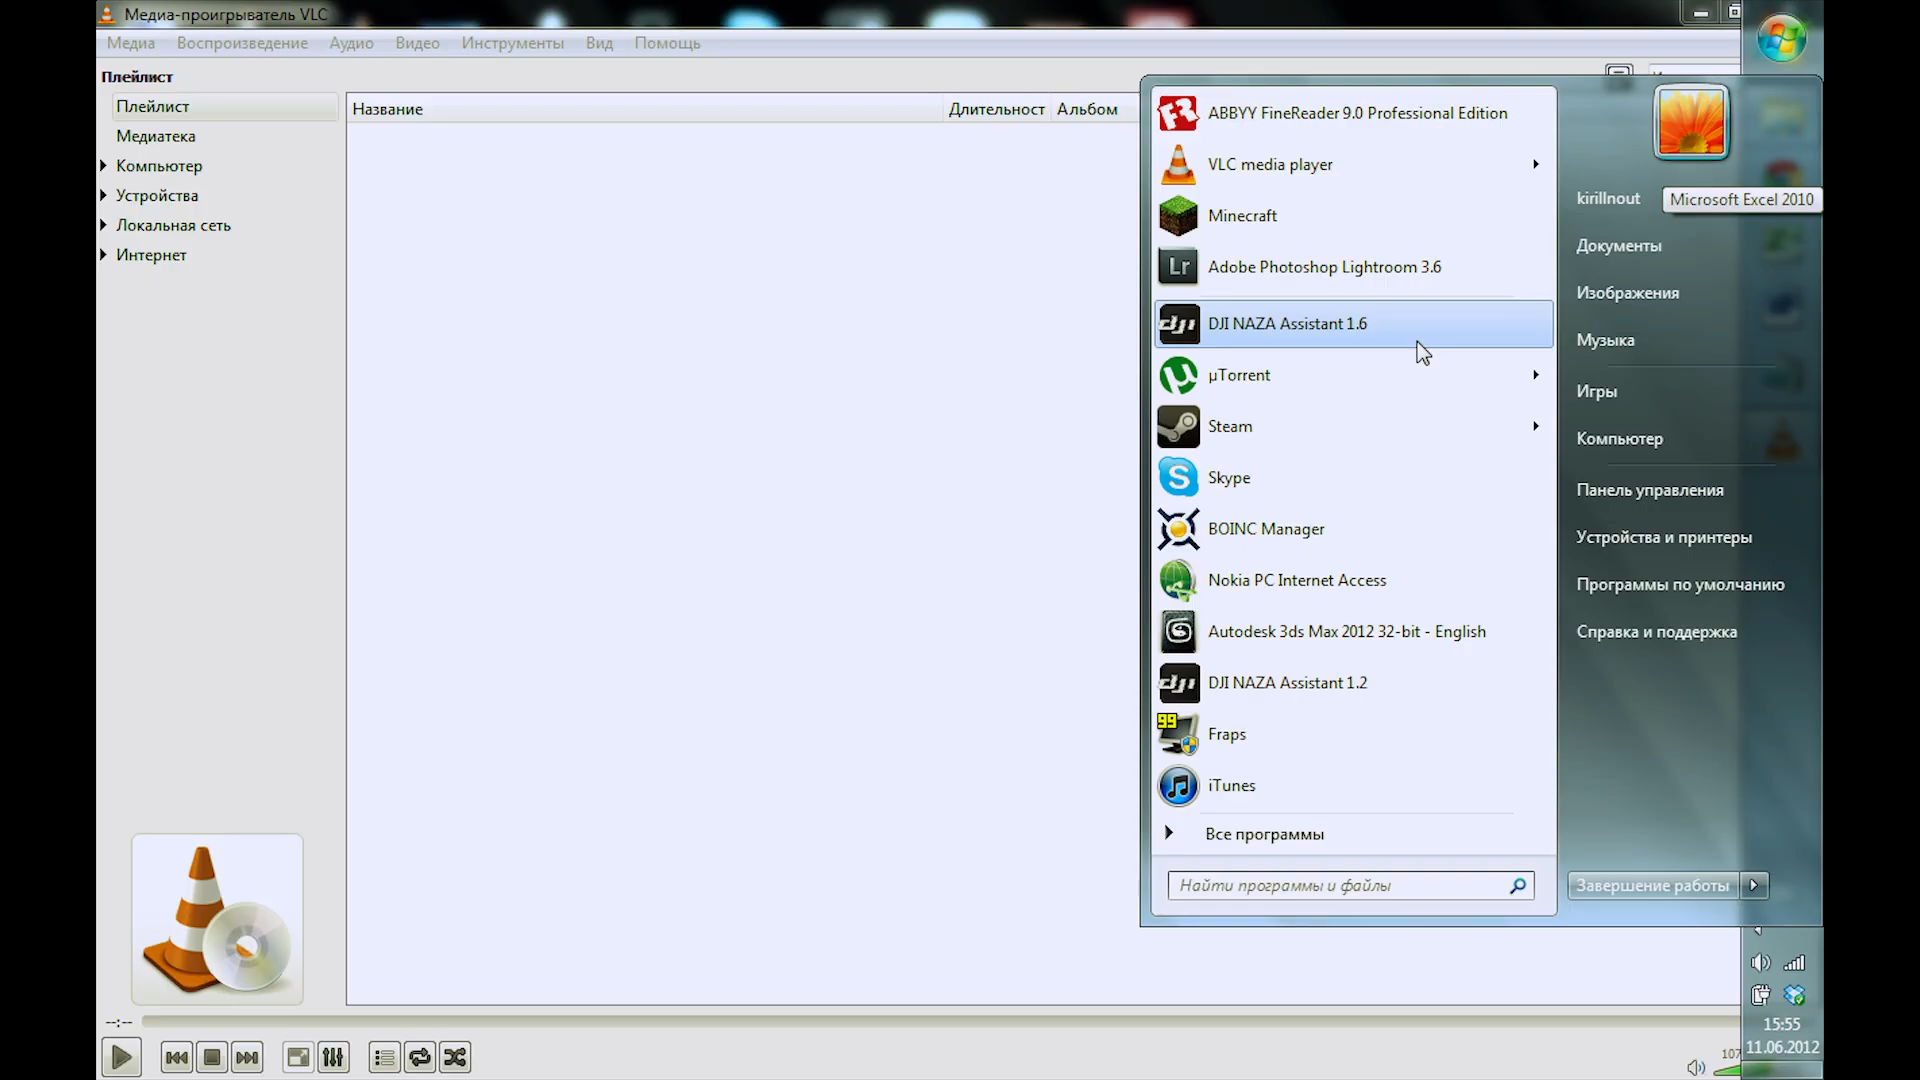 Медиа-проигрыватель VLC
Медиа Воспроизведение Аудио Видео Инструменты Вид Помощь
Плейлист
Плейлист
Медиатека
Компьютер
Устройства
Локальная сеть
Интернет
Название Длительност Альбом
ABBYY FineReader 9.0 Professional Edition
VLC media player
Minecraft
Lr Adobe Photoshop Lightroom 3.6
dji DJI NAZA Assistant 1.6
µTorrent
Steam
Skype
BOINC Manager
Nokia PC Internet Access
Autodesk 3ds Max 2012 32-bit - English
dji DJI NAZA Assistant 1.2
99 Fraps
iTunes
Все программы
Найти программы и файлы
kirillnout
Microsoft Excel 2010
Документы
Изображения
Музыка
Игры
Компьютер
Панель управления
Устройства и принтеры
Программы по умолчанию
Справка и поддержка
Завершение работы
--:--
15:55
11.06.2012